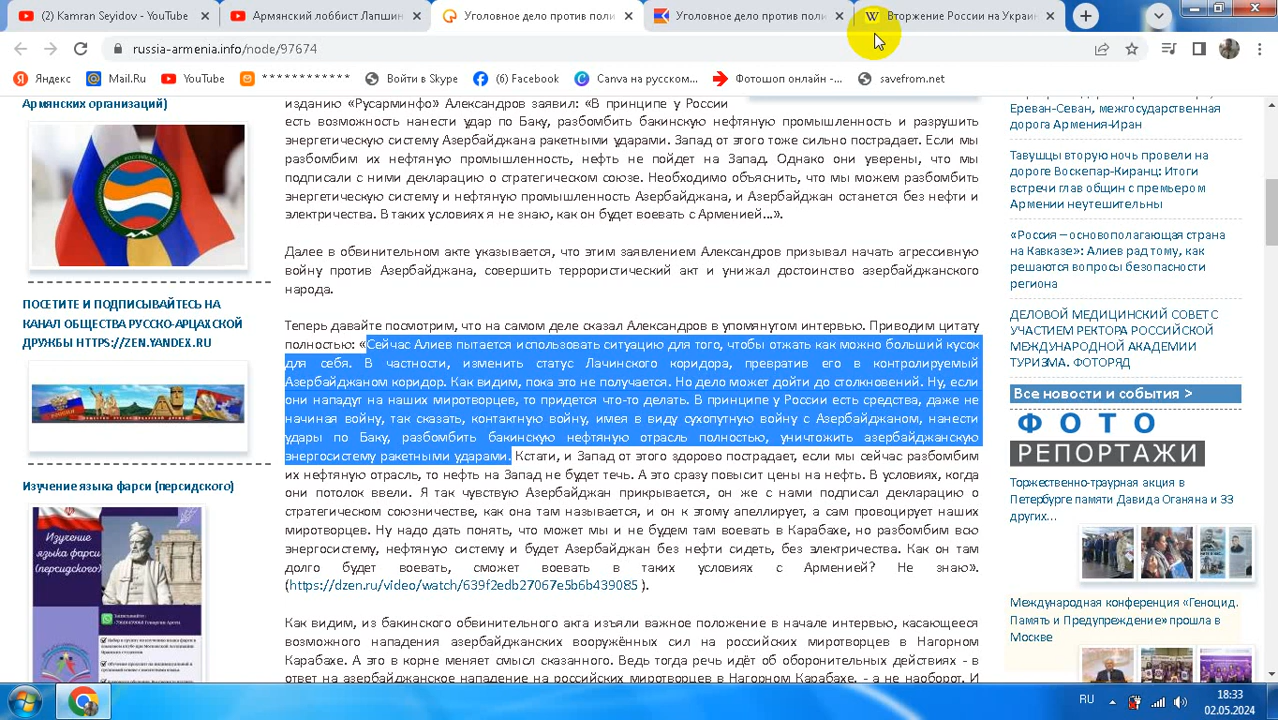 (2) Kamran Seyidov - YouTube
Армянский лоббист Лапшин
Уголовное дело против поли
Уголовное дело против поли
Вторжение России на Украин
russia-armenia.info/node/97674
Яндекс
Mail.Ru
YouTube
* * * * * * * * * * * *
Войти в Skype
(6) Facebook
Canva на русском...
Фотошоп онлайн -...
savefrom.net
Армянских организаций)
ПОСЕТИТЕ И ПОДПИСЫВАЙТЕСЬ НА
КАНАЛ ОБЩЕСТВА РУССКО-АРЦАХСКОЙ
ДРУЖБЫ HTTPS://ZEN.YANDEX.RU
Изучение языка фарси (персидского)
Изучение
языка фарси
(персидского)
изданию «Русарминфо» Александров заявил: «В принципе у России
есть возможность нанести удар по Баку, разбомбить бакинскую нефтяную промышленность и разрушить
энергетическую систему Азербайджана ракетными ударами. Запад от этого тоже сильно пострадает. Если мы
разбомбим их нефтяную промышленность, нефть не пойдет на Запад. Однако они уверены, что мы
подписали с ними декларацию о стратегическом союзе. Необходимо объяснить, что мы можем разбомбить
энергетическую систему и нефтяную промышленность Азербайджана, и Азербайджан останется без нефти и
электричества. В таких условиях я не знаю, как он будет воевать с Арменией...».
Далее в обвинительном акте указывается, что этим заявлением Александров призывал начать агрессивную
войну против Азербайджана, совершить террористический акт и унижал достоинство азербайджанского
народа.
Теперь давайте посмотрим, что на самом деле сказал Александров в упомянутом интервью. Приводим цитату
полностью: «Сейчас Алиев пытается использовать ситуацию для того, чтобы отжать как можно больший кусок
для себя. В частности, изменить статус Лачинского коридора, превратив его в контролируемый
Азербайджаном коридор. Как видим, пока это не получается. Но дело может дойти до столкновений. Ну, если
они нападут на наших миротворцев, то придется что-то делать. В принципе у России есть средства, даже не
начиная войну, так сказать, контактную войну, имея в виду сухопутную войну с Азербайджаном, нанести
удары по Баку, разбомбить бакинскую нефтяную отрасль полностью, уничтожить азербайджанскую
энергосистему ракетными ударами. Кстати, и Запад от этого здорово пострадает, если мы сейчас разбомбим
их нефтяную отрасль, то нефть на Запад не будет течь. А это сразу повысит цены на нефть. В условиях, когда
они потолок ввели. Я так чувствую Азербайджан прикрывается, он же с нами подписал декларацию о
стратегическом союзничестве, как она там называется, и он к этому апеллирует, а сам провоцирует наших
миротворцев. Ну надо дать понять, что может мы и не будем там воевать в Карабахе, но разбомбим всю
энергосистему, нефтяную систему и будет Азербайджан без нефти сидеть, без электричества. Как он там
долго будет воевать, сможет воевать в таких условиях с Арменией? Не знаю».
(https://dzen.ru/video/watch/639f2edb27067e5b6b439085 ).
Как видим, из бакинского обвинительного акта изъяли важное положение в начале интервью, касающееся
возможного нападения азербайджанских вооруженных сил на российских миротворцев в Нагорном
Карабахе. А это в корне меняет смысл сказанного. Ведь тогда речь идёт об обороне с российской стороны - в
ответ на азербайджанскую агрессию против российских миротворцев, - а не наоборот. И
Ереван-Севан, межгосударственная
дорога Армения-Иран
Тавушцы вторую ночь провели на
дороге Воскепар-Киранц: Итоги
встречи глав общин с премьером
Армении неутешительны
«Россия – основополагающая страна
на Кавказе»: Алиев рад тому, как
решаются вопросы безопасности
региона
ДЕЛОВОЙ МЕДИЦИНСКИЙ СОВЕТ С
УЧАСТИЕМ РЕКТОРА РОССИЙСКОЙ
МЕЖДУНАРОДНОЙ АКАДЕМИИ
ТУРИЗМА. ФОТОРЯД
Все новости и события >
ФОТО
РЕПОРТАЖИ
Торжественно-траурная акция в
Петербурге памяти Давида Оганяна и 33
других...
Международная конференция «Геноцид.
Память и Предупреждение» прошла в
Москве
RU
18:33
02.05.2024